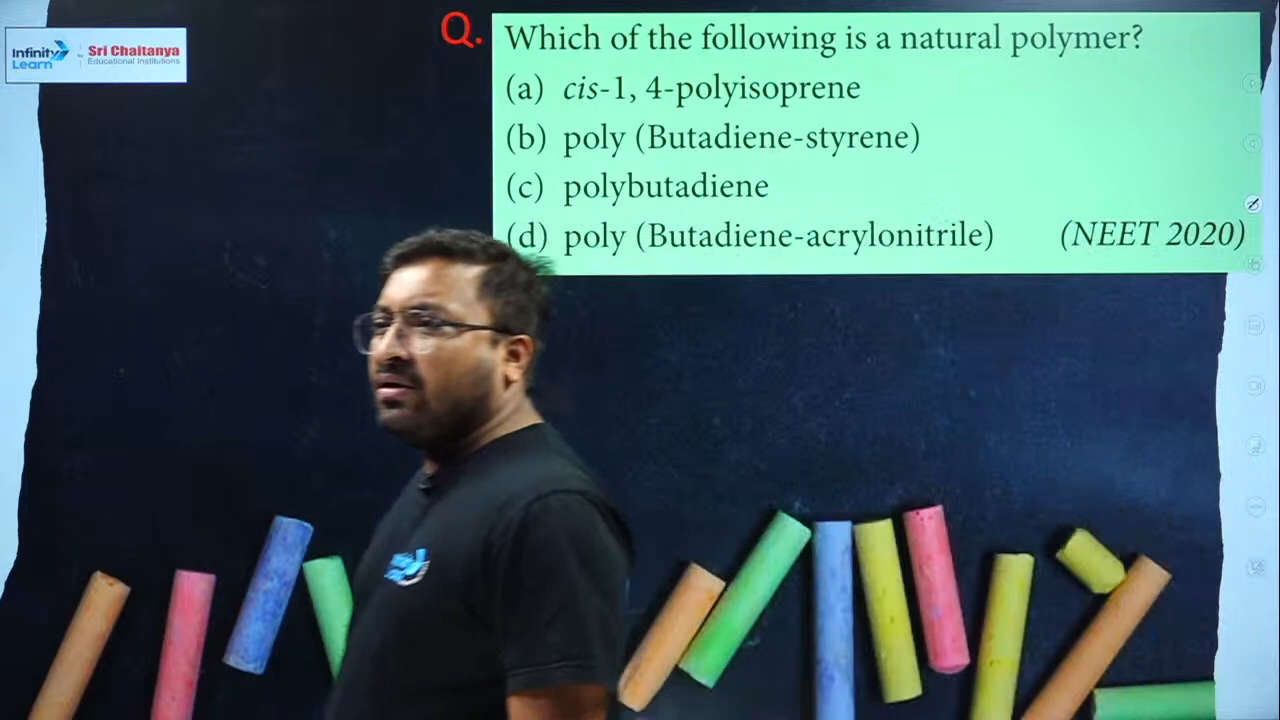 Infinity Learn
by
Sri Chaitanya
Educational Institutions
Q.
Which of the following is a natural polymer?
(a) cis-1, 4-polyisoprene
(b) poly (Butadiene-styrene)
(c) polybutadiene
(d) poly (Butadiene-acrylonitrile) (NEET 2020)